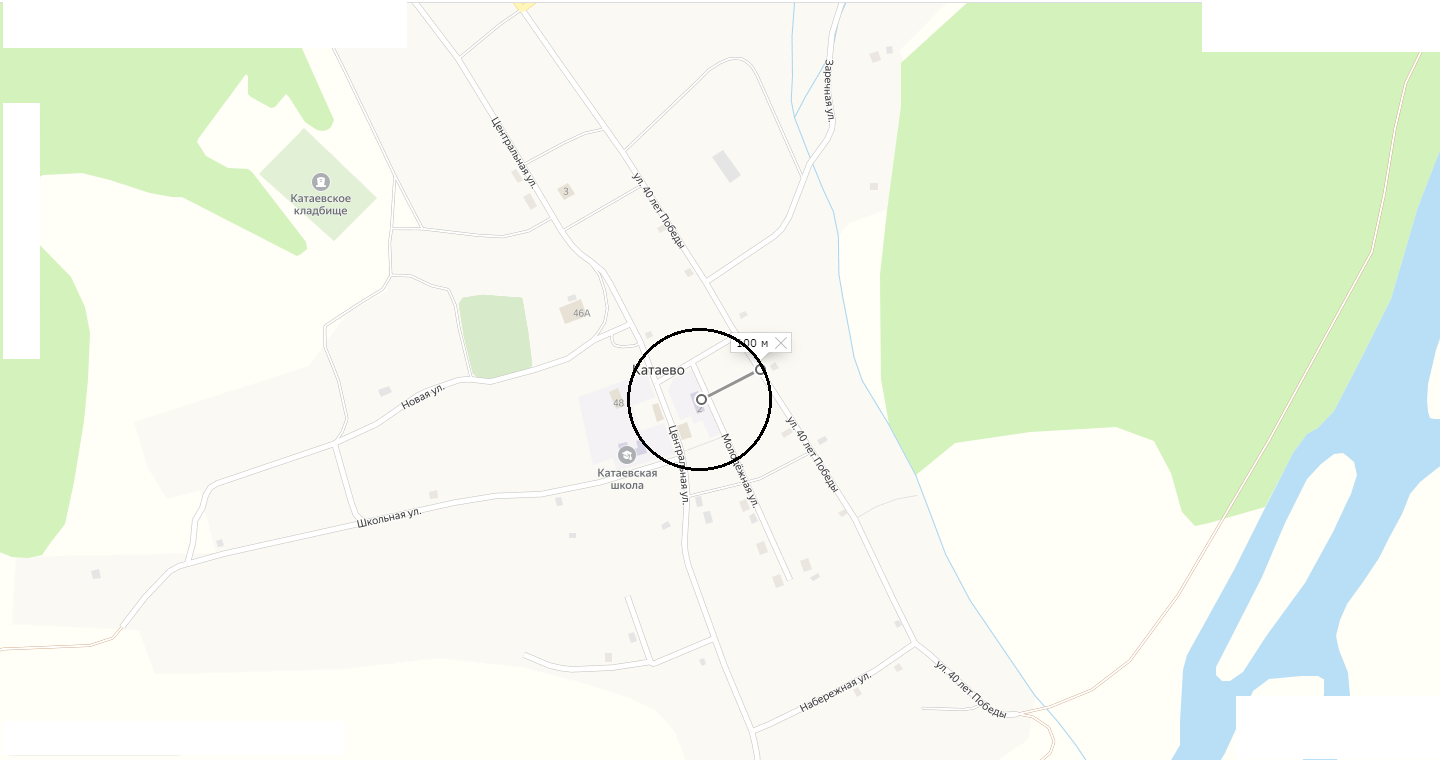 Заречная ул.
Центральная ул.
Катаевское
кладбище
3
ул. 40 лет Победы
46А
100 м
Катаево
Новая ул.
48
ул. 40 лет Победы
Центральная ул.
Молодёжная ул.
Катаевская
школа
Школьная ул.
Набережная ул.
ул. 40 лет Победы